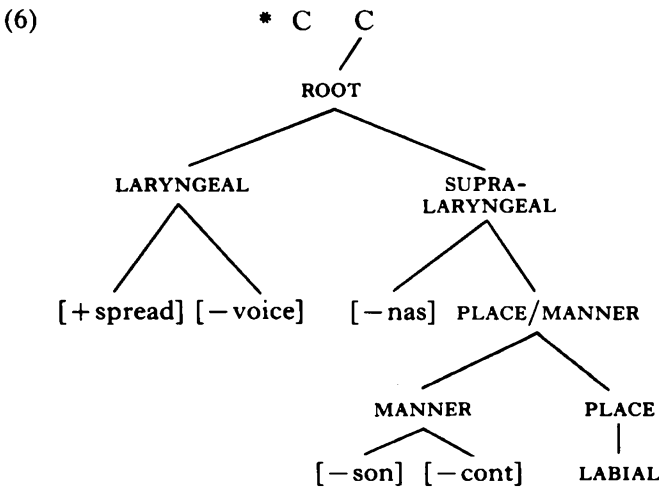 (6) * C C
ROOT
LARYNGEAL SUPRA-
LARYNGEAL
[+spread] [−voice] [−nas] PLACE/MANNER
MANNER PLACE
[−son] [−cont] LABIAL